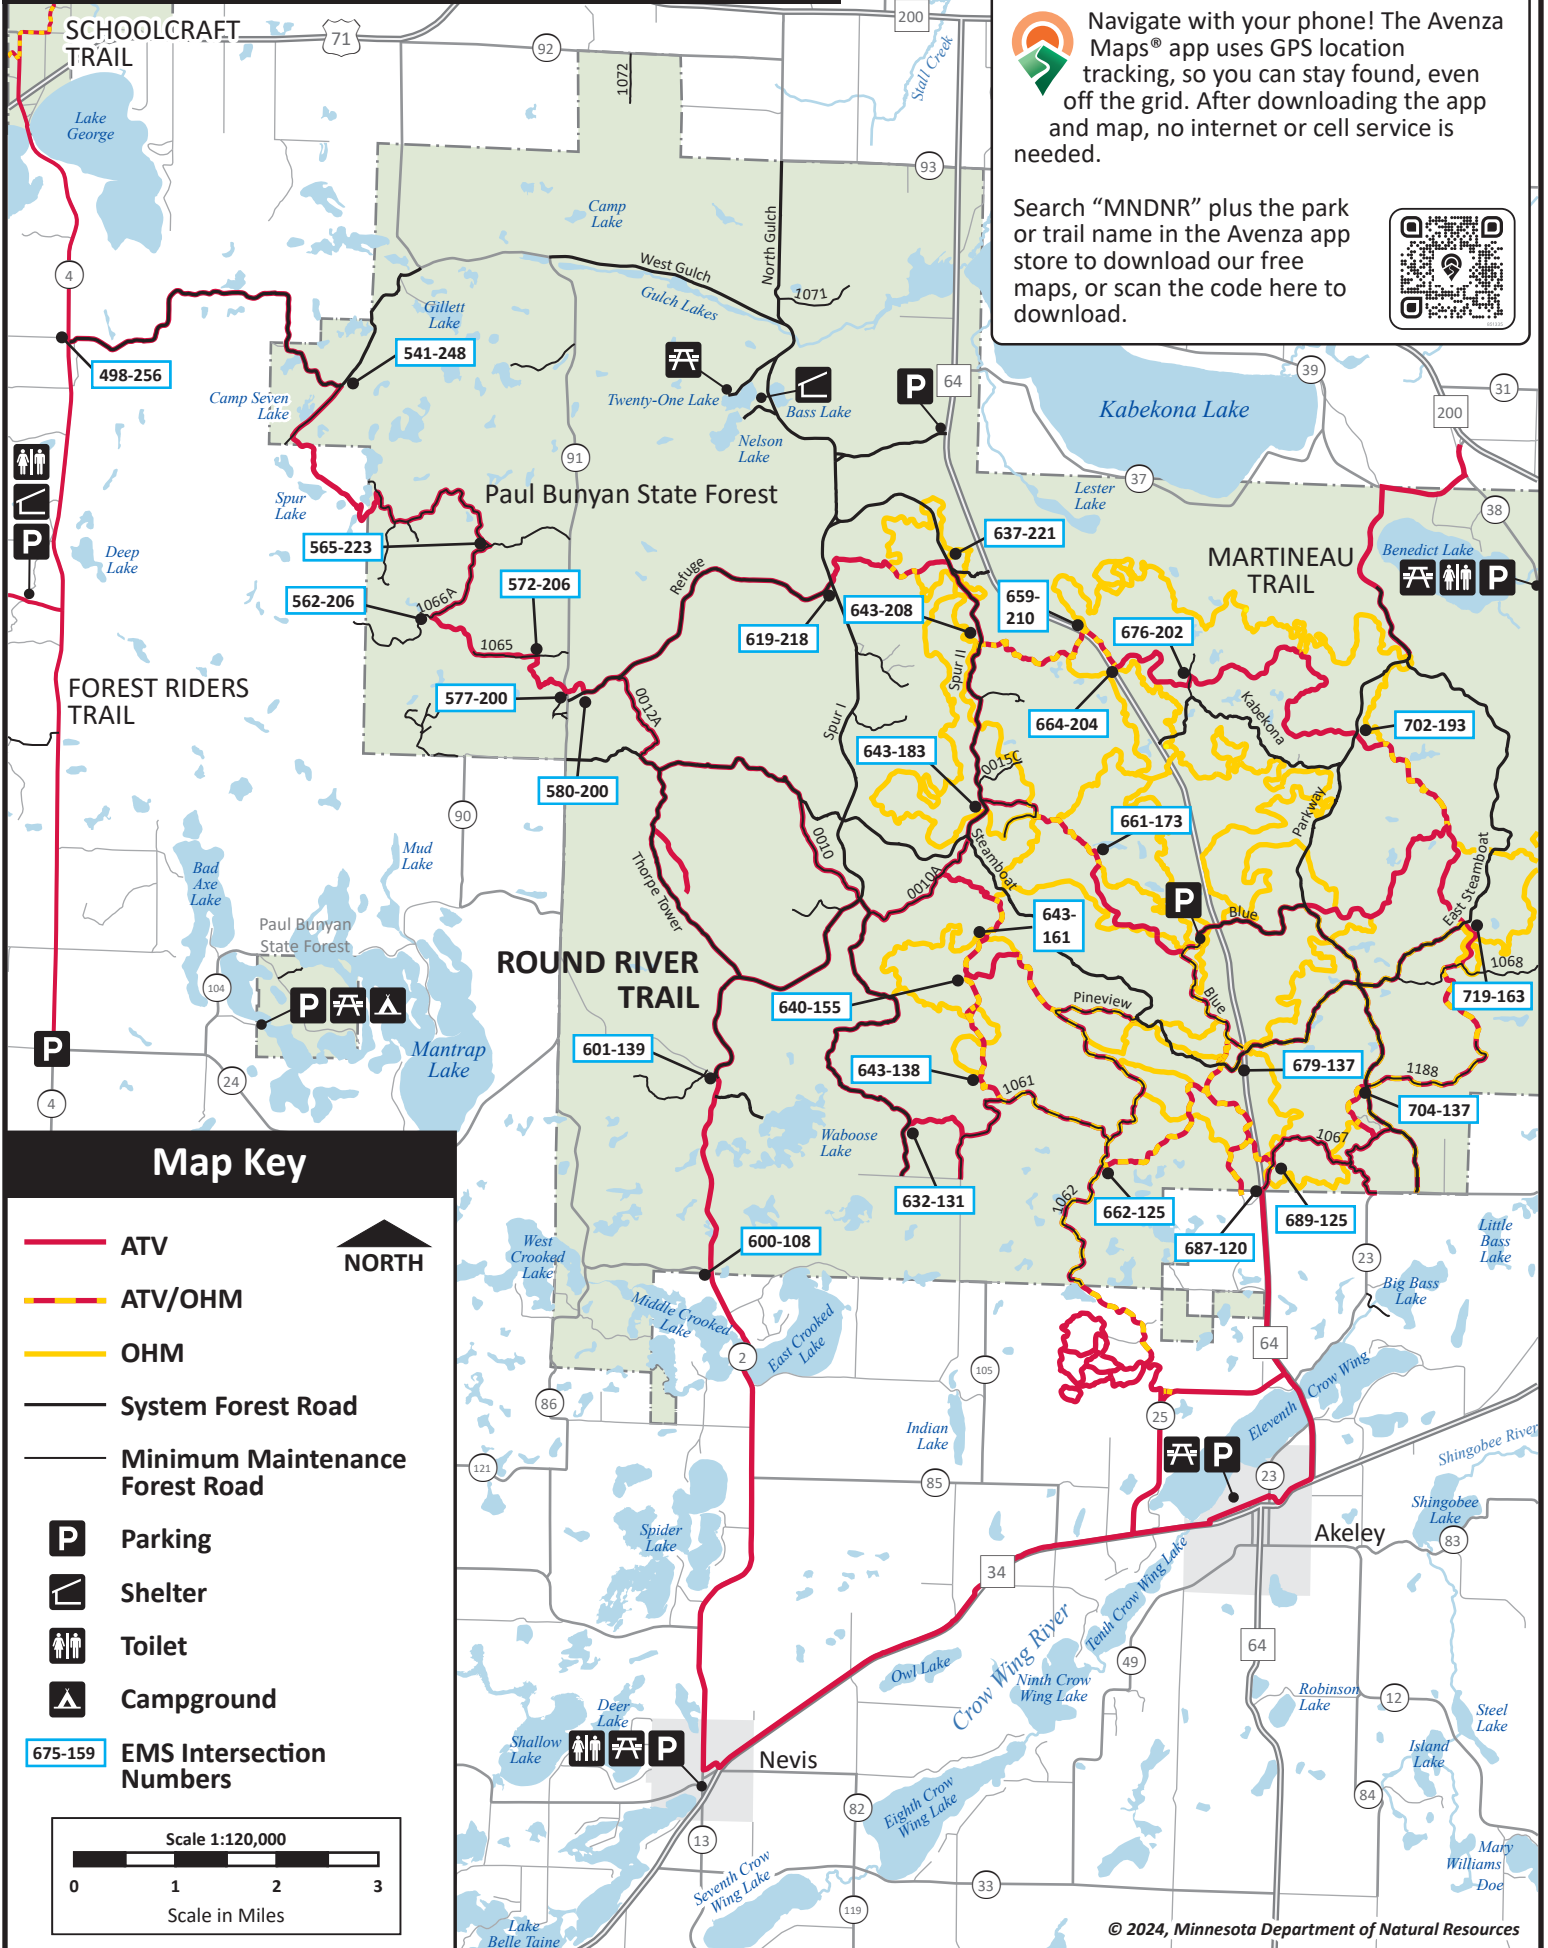 SCHOOLCRAFT
TRAIL
71
92
200
1072
Stall Creek
Navigate with your phone! The Avenza
Maps® app uses GPS location
tracking, so you can stay found, even
off the grid. After downloading the app
and map, no internet or cell service is
needed.
Search “MNDNR” plus the park
or trail name in the Avenza app
store to download our free
maps, or scan the code here to
download.
Lake
George
93
Camp
Lake
North Gulch
West Gulch
1071
Gulch Lakes
4
Gillett
Lake
541-248
498-256
Camp Seven
Lake
Twenty-One Lake
Bass Lake
Nelson
Lake
P
64
Kabekona Lake
39
31
200
91
37
38
Lester
Lake
Spur
Lake
Paul Bunyan State Forest
P
Deep
Lake
565-223
562-206
1066A
572-206
1065
577-200
580-200
Refuge
0012A
619-218
637-221
643-208
659-
210
676-202
MARTINEAU
TRAIL
Benedict Lake
P
FOREST RIDERS
TRAIL
Spur II
Spur I
664-204
Kabekona
702-193
643-183
0015C
661-173
Parkway
90
Mud
Lake
Bad
Axe
Lake
Thorpe Tower
0010
0010A
Steamboat
East Steamboat
P
Blue
643-
161
Paul Bunyan
State Forest
104
P
ROUND RIVER
TRAIL
640-155
Pineview
Blue
1068
719-163
P
Mantrap
Lake
601-139
643-138
1061
679-137
1188
704-137
24
4
Waboose
Lake
1067
632-131
1062
662-125
689-125
687-120
Map Key
ATV
NORTH
ATV/OHM
OHM
System Forest Road
Minimum Maintenance
Forest Road
P
Parking
Shelter
Toilet
Campground
675-159
EMS Intersection
Numbers
Scale 1:120,000
0
1
2
3
Scale in Miles
600-108
West
Crooked
Lake
Middle Crooked
Lake
East Crooked
Lake
2
23
Little
Bass
Lake
Big Bass
Lake
64
105
86
25
Crow Wing
Eleventh
Indian
Lake
P
23
Shingobee River
121
85
Shingobee
Lake
83
Akeley
Spider
Lake
34
Tenth Crow Wing Lake
Crow Wing River
64
49
Owl Lake
Ninth Crow
Wing Lake
Robinson
Lake
12
Steel
Lake
Island
Lake
Deer
Lake
Shallow
Lake
P
Nevis
82
Eighth Crow
Wing Lake
84
13
Seventh Crow
Wing Lake
33
119
Mary
Williams
Doe
Lake
Belle Taine
© 2024, Minnesota Department of Natural Resources